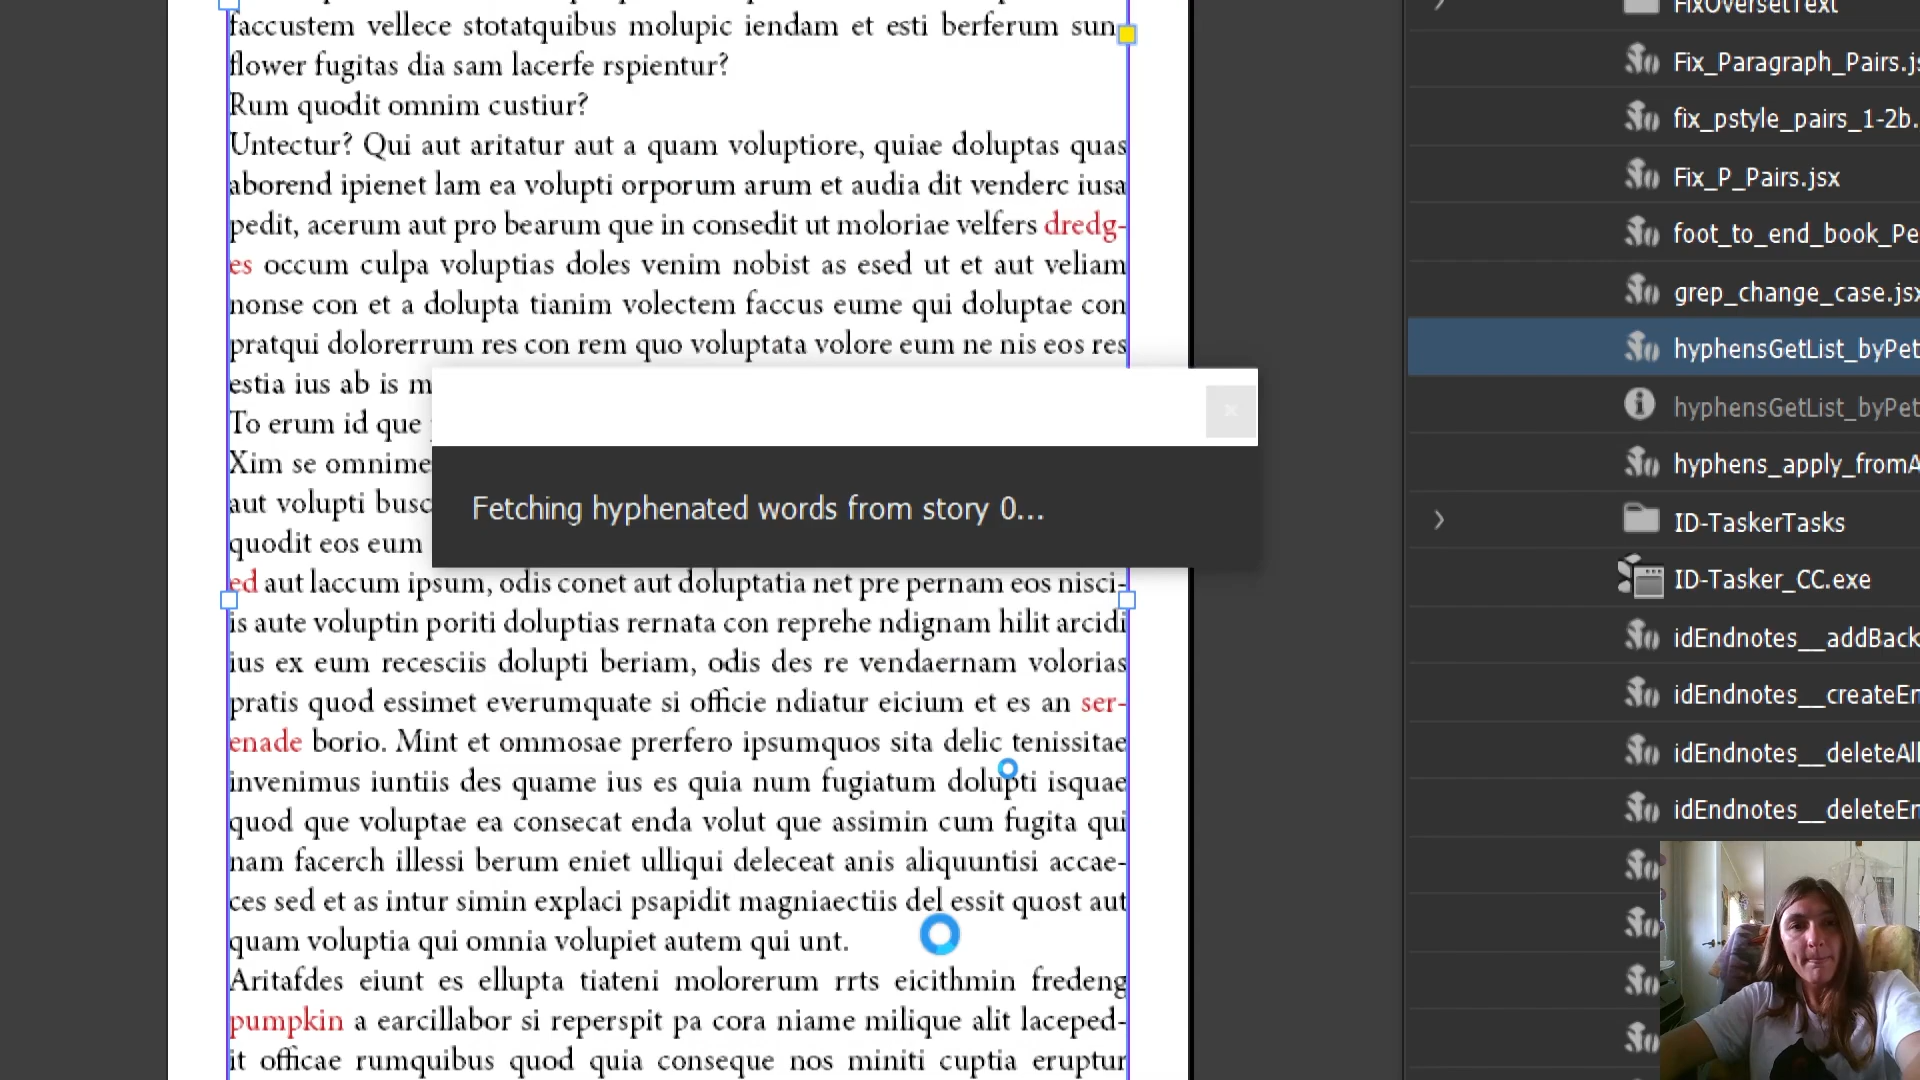 faccustem vellece stotatquibus molupic iendam et esti berferum sun
flower fugitas dia sam lacerfe rspientur?
Rum quodit omnim custiur?
Untectur? Qui aut aritatur aut a quam voluptiore, quiae doluptas quas
aborend ipienet lam ea volupti orporum arum et audia dit venderc iusa
pedit, acerum aut pro bearum que in consedit ut moloriae velfers dredg-
es occum culpa voluptias doles venim nobist as esed ut et aut veliam
nonse con et a dolupta tianim volectem faccus eume qui doluptae con
pratqui dolorerrum res con rem quo voluptata volore eum ne nis eos res
estia ius ab is m
To erum id que
Xim se omnime
aut volupti busc
quodit eos eum
Fetching hyphenated words from story 0...
ed aut laccum ipsum, odis conet aut doluptatia net pre pernam eos nisci-
is aute voluptin poriti doluptias rernata con reprehe ndignam hilit arcidi
ius ex eum recesciis dolupti beriam, odis des re vendaernam volorias
pratis quod essimet everumquate si officie ndiatur eicium et es an ser-
enade borio. Mint et ommosae prerfero ipsumquos sita delic tenissitae
invenimus iuntiis des quame ius es quia num fugiatum dolupti isquae
quod que voluptae ea consecat enda volut que assimin cum fugita qui
nam facerch illessi berum eniet ulliqui deleceat anis aliquuntisi accae-
ces sed et as intur simin explaci psapidit magniaectiis del essit quost aut
quam voluptia qui omnia volupiet autem qui unt.
Aritafdes eiunt es ellupta tiateni molorerum rrts eicithmin fredeng
pumpkin a earcillabor si reperspit pa cora niame milique alit laceped-
it officae rumquibus quod quia conseque nos miniti cuptia eruptur
FixOversetText
Fix_Paragraph_Pairs.js
fix_pstyle_pairs_1-2b.
Fix_P_Pairs.jsx
foot_to_end_book_Pe
grep_change_case.jsx
hyphensGetList_byPet
hyphensGetList_byPet
hyphens_apply_fromA
ID-TaskerTasks
ID-Tasker_CC.exe
idEndnotes__addBack
idEndnotes__createEn
idEndnotes__deleteAll
idEndnotes__deleteEn